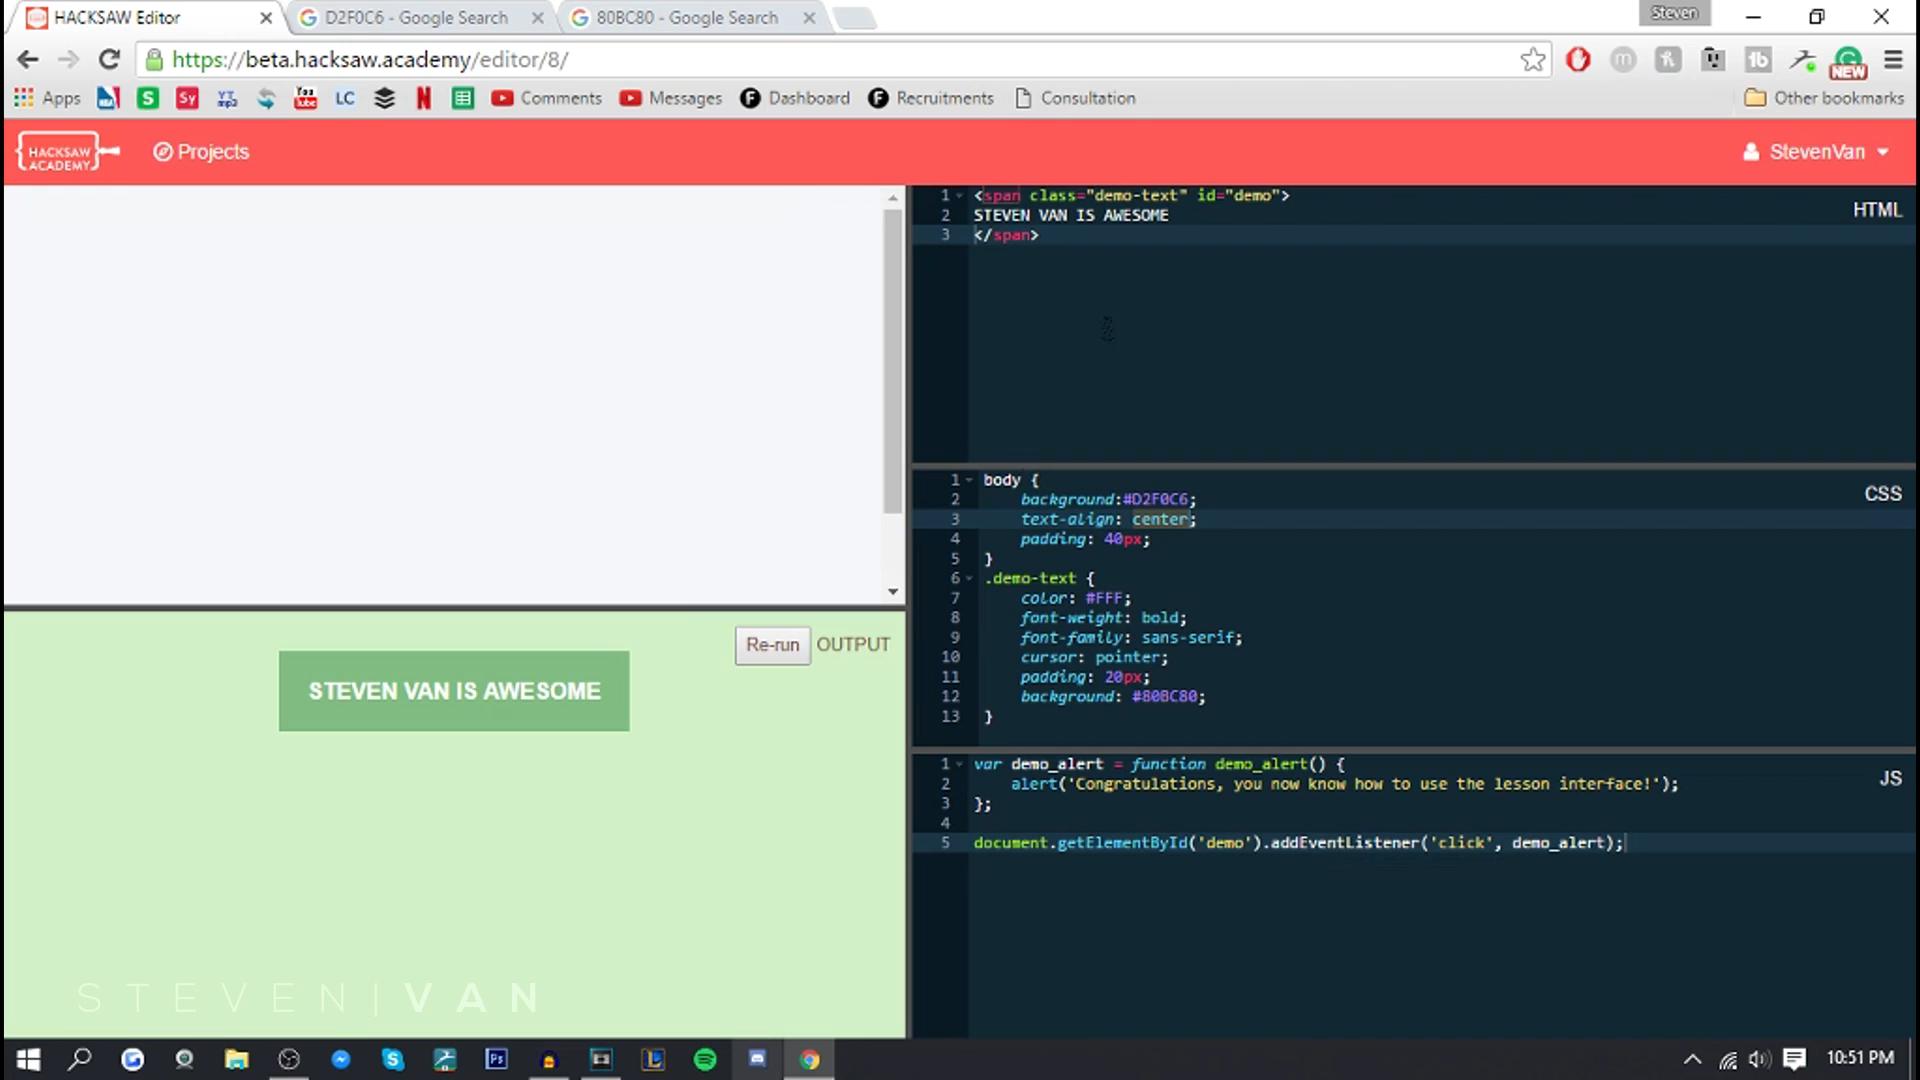 HACKSAW Editor
D2F0C6 - Google Search
80BC80 - Google Search
Steven
https://beta.hacksaw.academy/editor/8/
NEW
Apps
S
Sy
You Tube
LC
N
Comments
Messages
Dashboard
Recruitments
Consultation
Other bookmarks
HACKSAW ACADEMY
Projects
StevenVan
HTML
1 <span class="demo-text" id="demo">
2 STEVEN VAN IS AWESOME
3 </span>
CSS
1 body {
2 background:#D2F0C6;
3 text-align: center;
4 padding: 40px;
5 }
6 .demo-text {
7 color: #FFF;
8 font-weight: bold;
9 font-family: sans-serif;
10 cursor: pointer;
11 padding: 20px;
12 background: #80BC80;
13 }
JS
1 var demo_alert = function demo_alert() {
2 alert('Congratulations, you now know how to use the lesson interface!');
3 };
4
5 document.getElementById('demo').addEventListener('click', demo_alert);
Re-run
OUTPUT
STEVEN VAN IS AWESOME
STEVEN|VAN
Ps
10:51 PM